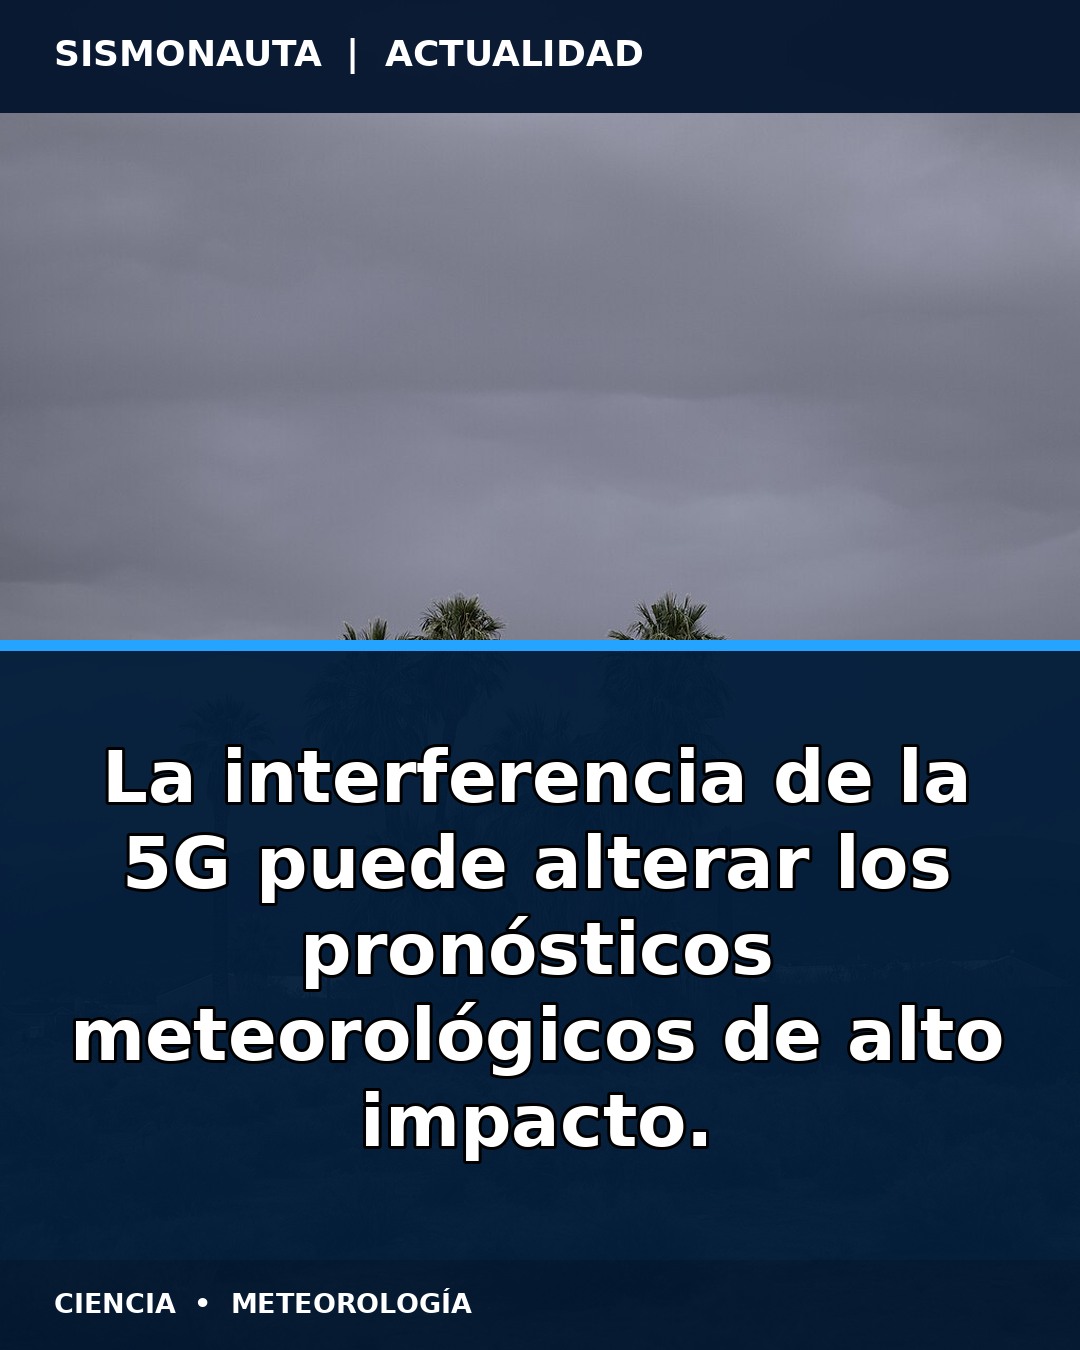 SISMONAUTA | ACTUALIDAD
La interferencia de la
5G puede alterar los
pronósticos
meteorológicos de alto
impacto.
CIENCIA • METEOROLOGÍA